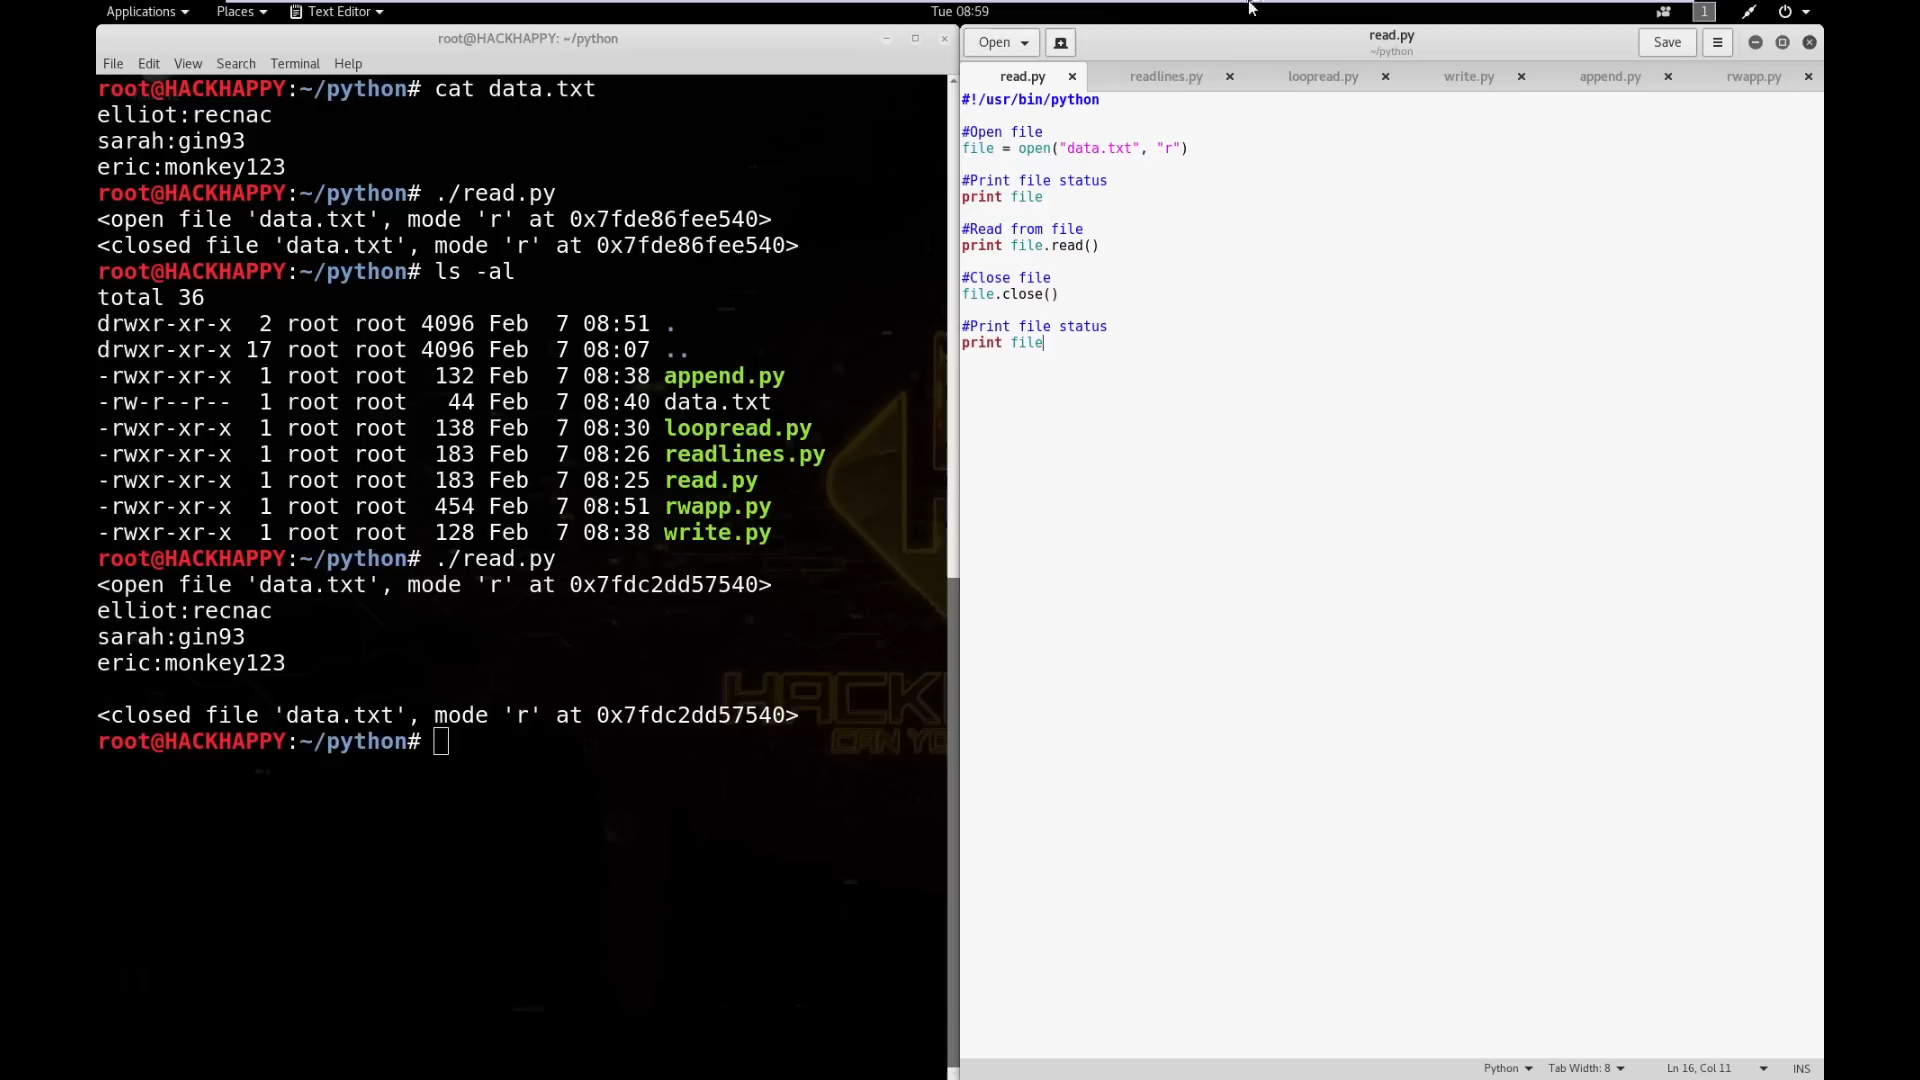 Applications Places Text Editor Tue 08:59 1
root@HACKHAPPY: ~/python
File Edit View Search Terminal Help
root@HACKHAPPY:~/python# cat data.txt
elliot:recnac
sarah:gin93
eric:monkey123
root@HACKHAPPY:~/python# ./read.py
<open file 'data.txt', mode 'r' at 0x7fde86fee540>
<closed file 'data.txt', mode 'r' at 0x7fde86fee540>
root@HACKHAPPY:~/python# ls -al
total 36
drwxr-xr-x  2 root root 4096 Feb  7 08:51 .
drwxr-xr-x 17 root root 4096 Feb  7 08:07 ..
-rwxr-xr-x  1 root root  132 Feb  7 08:38 append.py
-rw-r--r--  1 root root   44 Feb  7 08:40 data.txt
-rwxr-xr-x  1 root root  138 Feb  7 08:30 loopread.py
-rwxr-xr-x  1 root root  183 Feb  7 08:26 readlines.py
-rwxr-xr-x  1 root root  183 Feb  7 08:25 read.py
-rwxr-xr-x  1 root root  454 Feb  7 08:51 rwapp.py
-rwxr-xr-x  1 root root  128 Feb  7 08:38 write.py
root@HACKHAPPY:~/python# ./read.py
<open file 'data.txt', mode 'r' at 0x7fdc2dd57540>
elliot:recnac
sarah:gin93
eric:monkey123
<closed file 'data.txt', mode 'r' at 0x7fdc2dd57540>
root@HACKHAPPY:~/python#
HACK
CAN YO
Open read.py Save
~/python
read.py readlines.py loopread.py write.py append.py rwapp.py
#!/usr/bin/python
#Open file
file = open("data.txt", "r")
#Print file status
print file
#Read from file
print file.read()
#Close file
file.close()
#Print file status
print file
Python Tab Width: 8 Ln 16, Col 11 INS